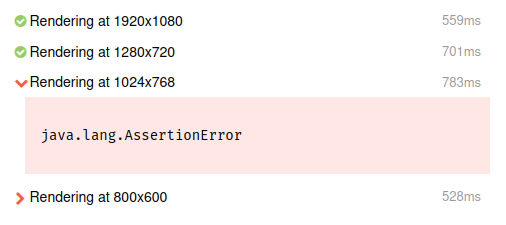 Rendering at 1920x1080 559ms
Rendering at 1280x720 701ms
Rendering at 1024x768 783ms
java.lang.AssertionError
Rendering at 800x600 528ms